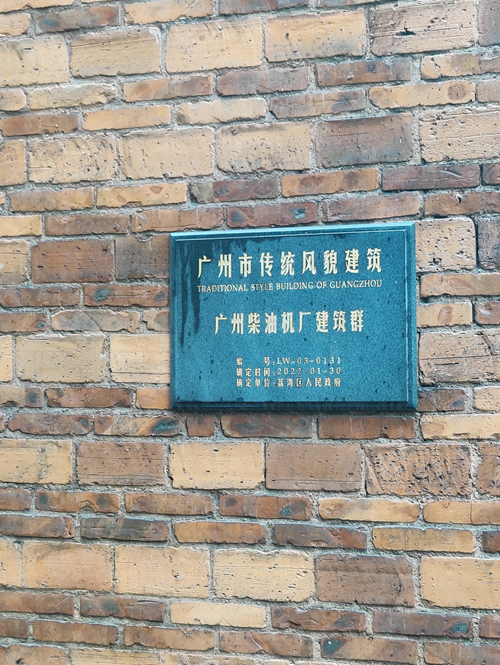 广州市传统风貌建筑
TRADITIONAL STYLE BUILDING OF GUANGZHOU
广州柴油机厂建筑群
编 号:LW-03-0131
确定时间:2022-01-30
确定单位:荔湾区人民政府